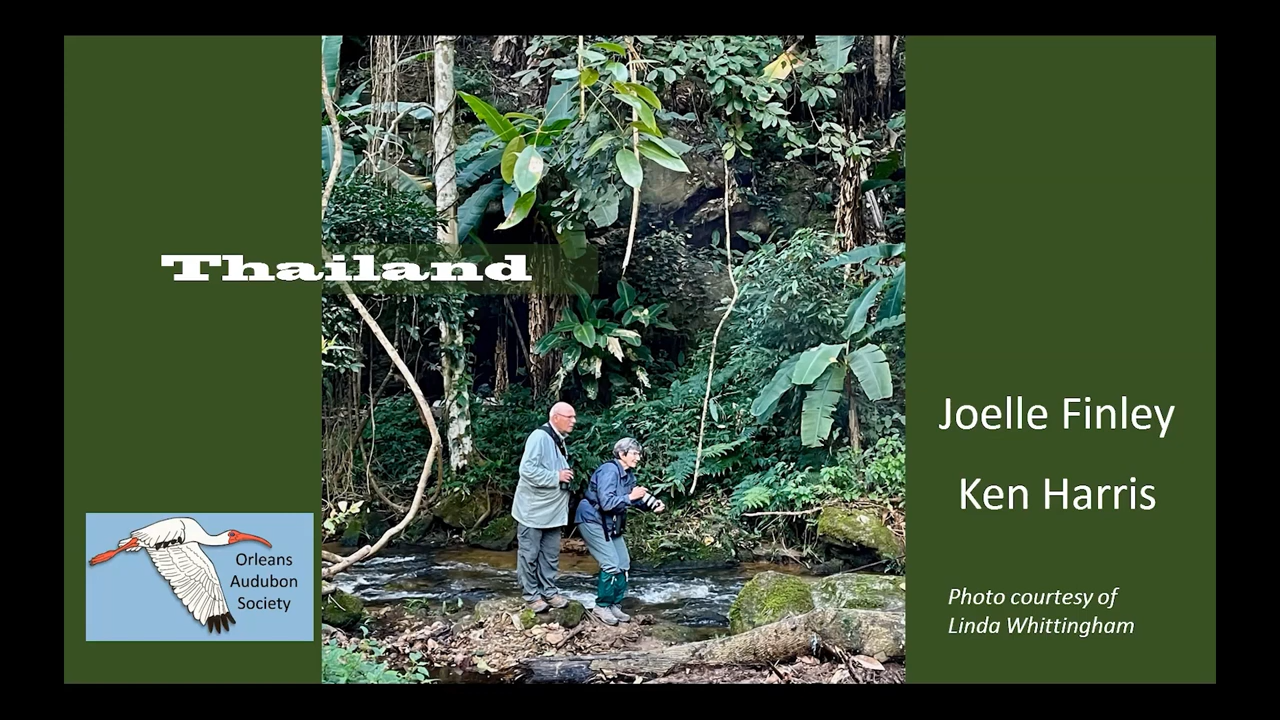 Thailand
Joelle Finley
Ken Harris
Orleans
Audubon
Society
Photo courtesy of
Linda Whittingham